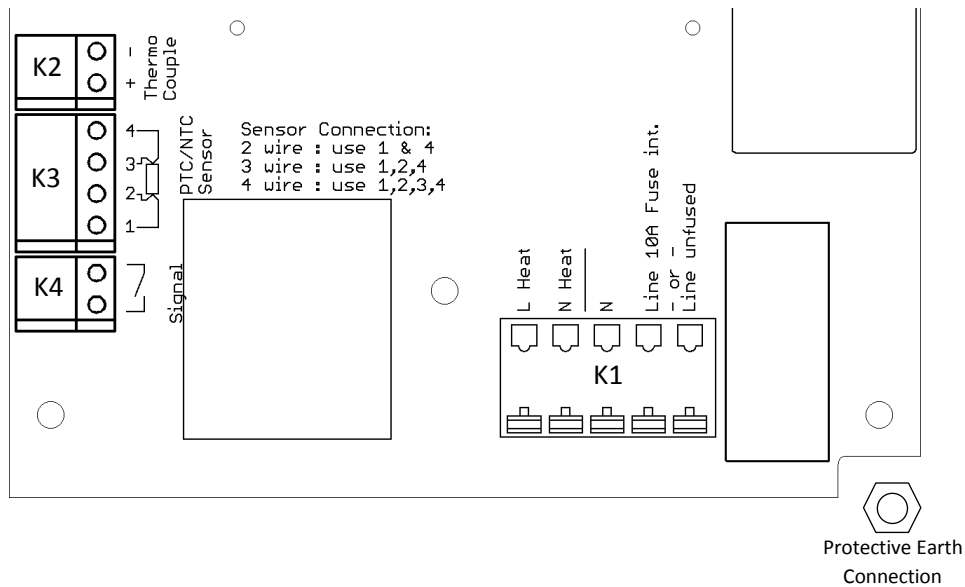 K2
-
+
Thermo
Couple
K3
4
3
2
1
PTC/NTC
Sensor
Sensor Connection:
2 wire : use 1 & 4
3 wire : use 1,2,4
4 wire : use 1,2,3,4
K4
Signal
L Heat
N Heat
N
Line 10A Fuse int.
- or -
Line unfused
K1
Protective Earth
Connection